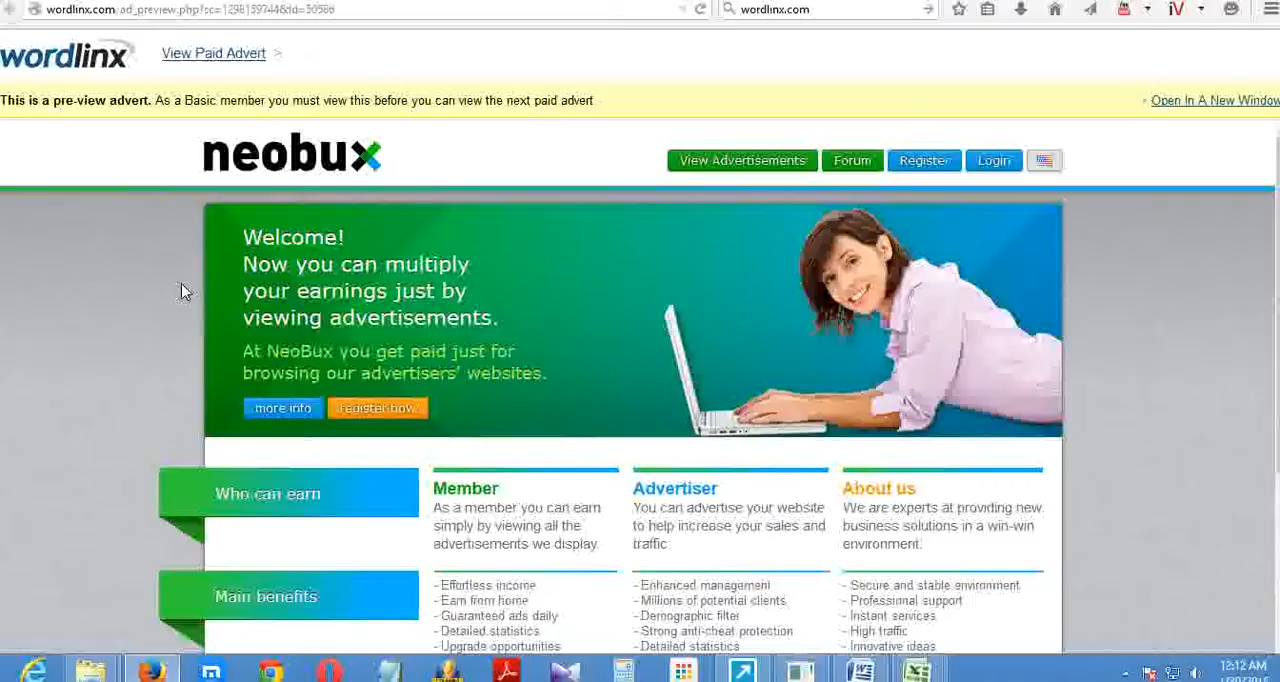 wordlinx.com
wordlinx.com
wordlinx
View Paid Advert >
This is a pre-view advert. As a Basic member you must view this before you can view the next paid advert
Open In A New Window
neobux
View Advertisements
Forum
Register
Login
Welcome!
Now you can multiply
your earnings just by
viewing advertisements.
At NeoBux you get paid just for
browsing our advertisers' websites.
more info
register now
Who can earn
Member
As a member you can earn
simply by viewing all the
advertisements we display.
Advertiser
You can advertise your website
to help increase your sales and
traffic.
About us
We are experts at providing new
business solutions in a win-win
environment.
Main benefits
- Effortless income
- Earn from home
- Guaranteed ads daily
- Detailed statistics
- Upgrade opportunities
- Enhanced management
- Millions of potential clients
- Demographic filter
- Strong anti-cheat protection
- Detailed statistics
- Secure and stable environment
- Professional support
- Instant services
- High traffic
- Innovative ideas
12:12 AM